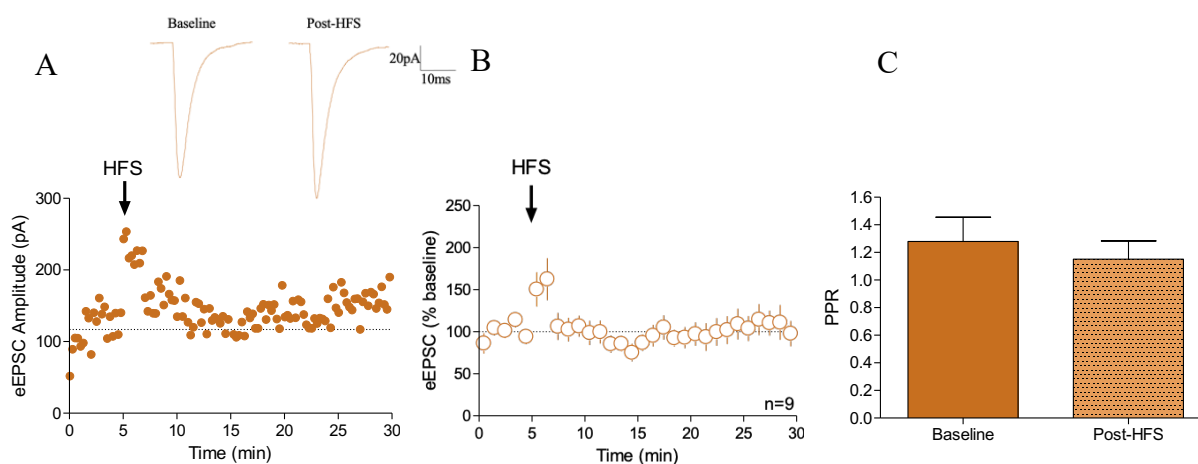 A
Baseline
Post-HFS
20pA
10ms
HFS
eEPSC Amplitude (pA)
300
200
100
0
0 5 10 15 20 25 30
Time (min)
B
HFS
eEPSC (% baseline)
250
200
150
100
50
0
n=9
0 5 10 15 20 25 30
Time (min)
C
PPR
1.6
1.4
1.2
1.0
0.8
0.6
0.4
0.2
0.0
Baseline Post-HFS